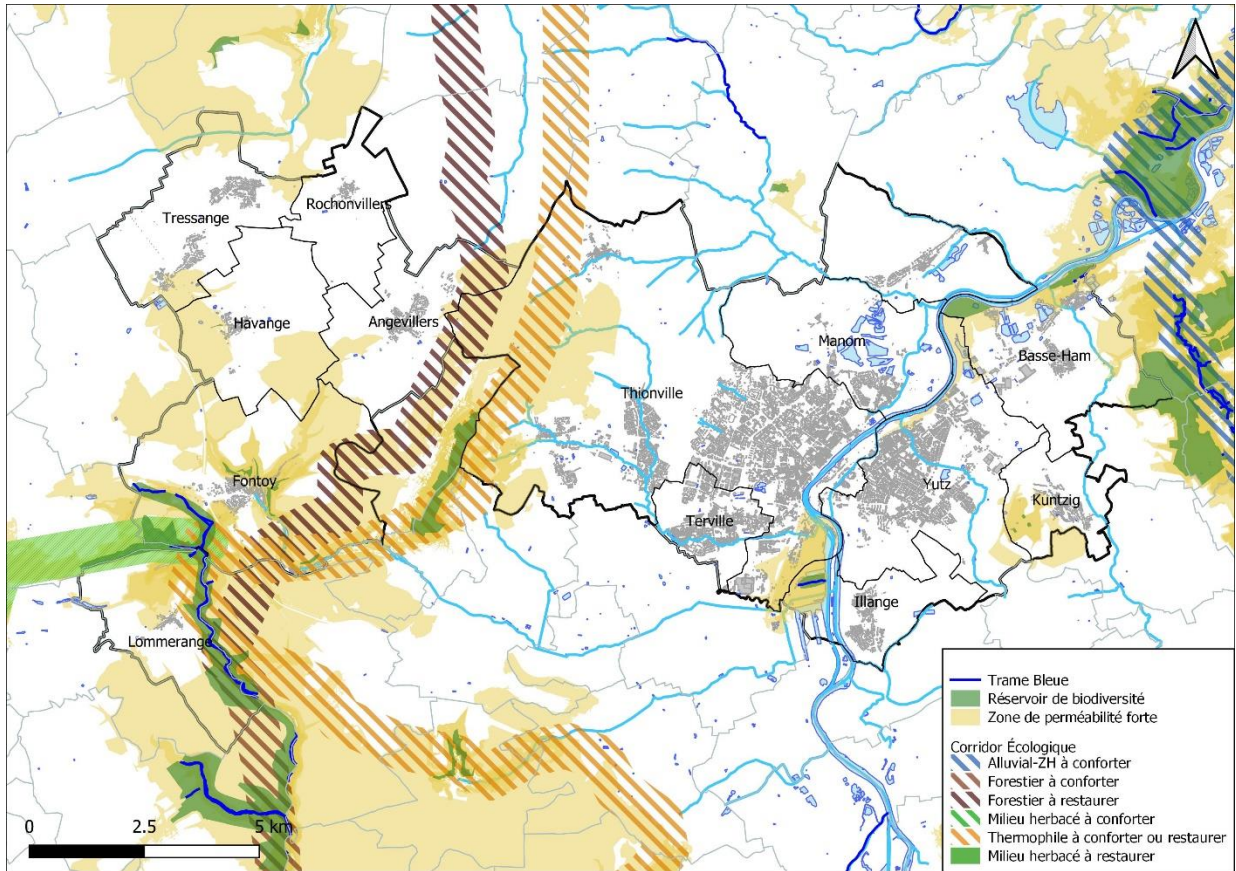 Tressange
Rochonvillers
Havange
Angevillers
Manom
Basse-Ham
Thionville
Fontoy
Yutz
Kuntzig
Terville
Illange
Lommerange
Trame Bleue
Réservoir de biodiversité
Zone de perméabilité forte
Corridor Écologique
Alluvial-ZH à conforter
Forestier à conforter
Forestier à restaurer
Milieu herbacé à conforter
Thermophile à conforter ou restaurer
Milieu herbacé à restaurer
0 2.5 5 km